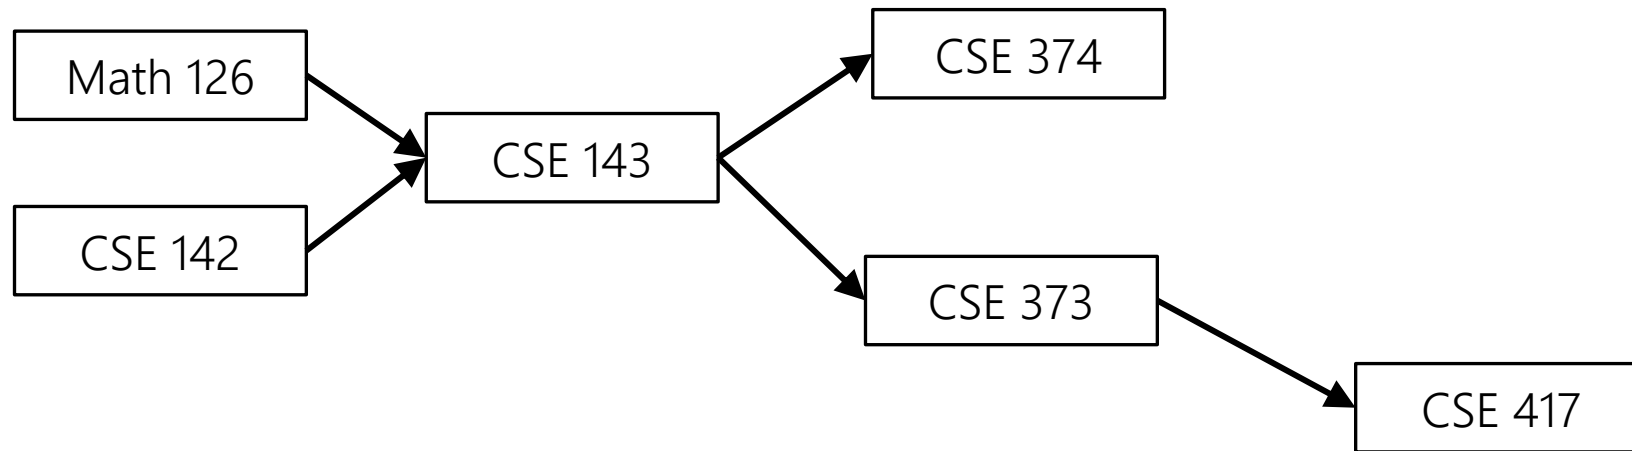 Math 126
CSE 142
CSE 143
CSE 374
CSE 373
CSE 417